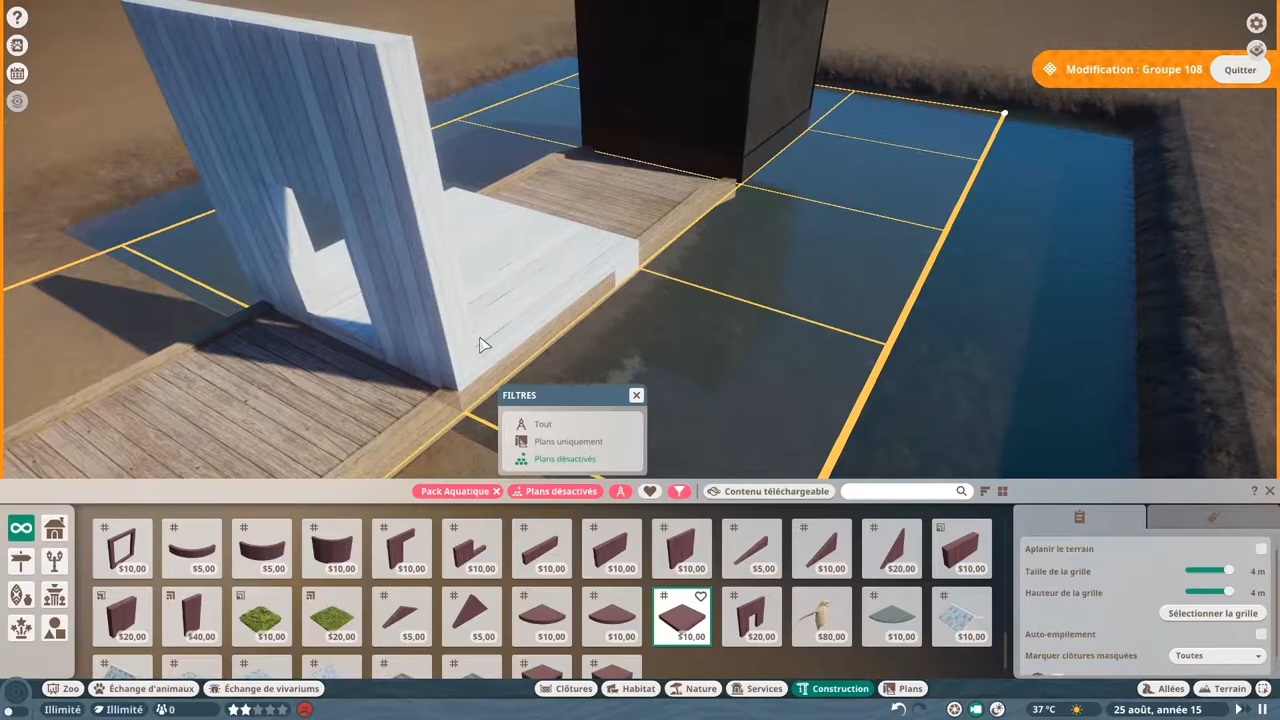 Modification : Groupe 108
Quitter
FILTRES
Tout
Plans uniquement
Plans désactivés
Pack Aquatique
Plans désactivés
Contenu téléchargeable
$10,00
$5,00
$5,00
$10,00
$10,00
$10,00
$10,00
$10,00
$10,00
$5,00
$10,00
$20,00
$10,00
$20,00
$40,00
$10,00
$20,00
$5,00
$5,00
$10,00
$10,00
$10,00
$20,00
$80,00
$10,00
$10,00
Aplanir le terrain
Taille de la grille
4 m
Hauteur de la grille
4 m
Sélectionner la grille
Auto-empilement
Marquer clôtures masquées
Toutes
Zoo
Échange d'animaux
Échange de vivariums
Clôtures
Habitat
Nature
Services
Construction
Plans
Allées
Terrain
Illimité
Illimité
0
37 °C
25 août, année 15